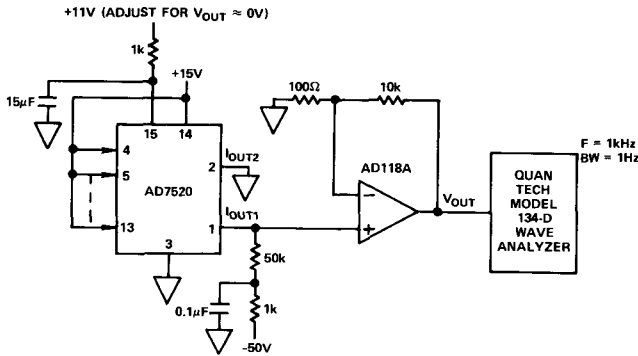 +11V (ADJUST FOR VOUT ≈ 0V)
1k
+15V
15μF
15
14
4
5
13
AD7520
2
IOUT2
1
IOUT1
3
50k
0.1μF
1k
-50V
100Ω
10k
AD118A
−
+
VOUT
F = 1kHz
BW = 1Hz
QUAN
TECH
MODEL
134-D
WAVE
ANALYZER